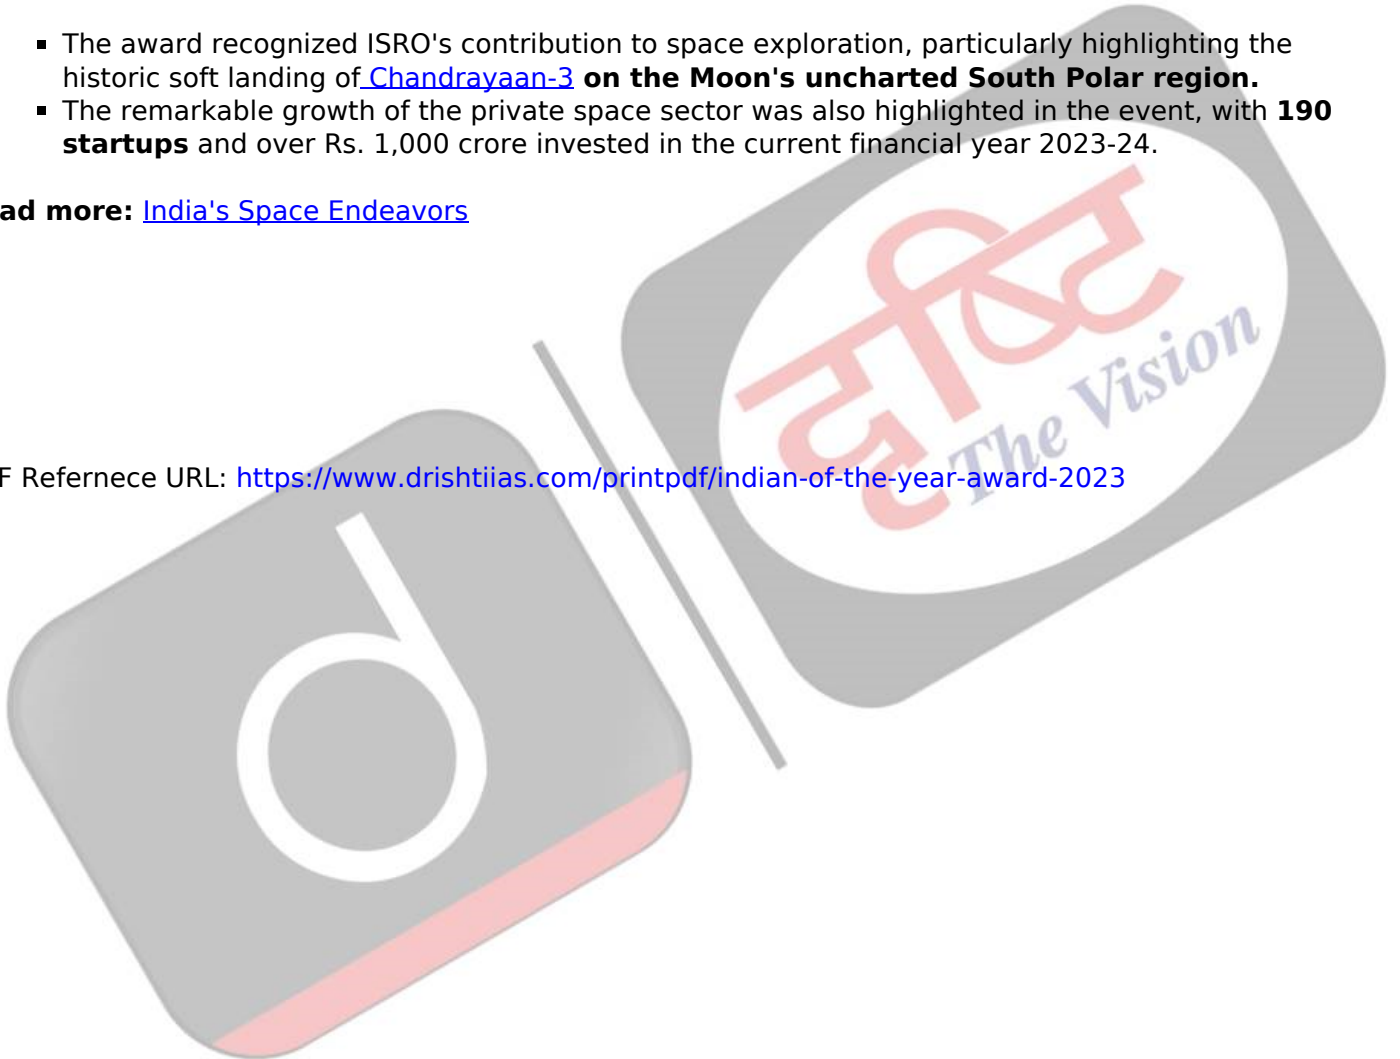 The award recognized ISRO's contribution to space exploration, particularly highlighting the
historic soft landing of Chandrayaan-3 on the Moon's uncharted South Polar region.
The remarkable growth of the private space sector was also highlighted in the event, with 190
startups and over Rs. 1,000 crore invested in the current financial year 2023-24.
ad more: India's Space Endeavors
दृष्टि
The Vision
F Refernece URL: https://www.drishtiias.com/printpdf/indian-of-the-year-award-2023
d